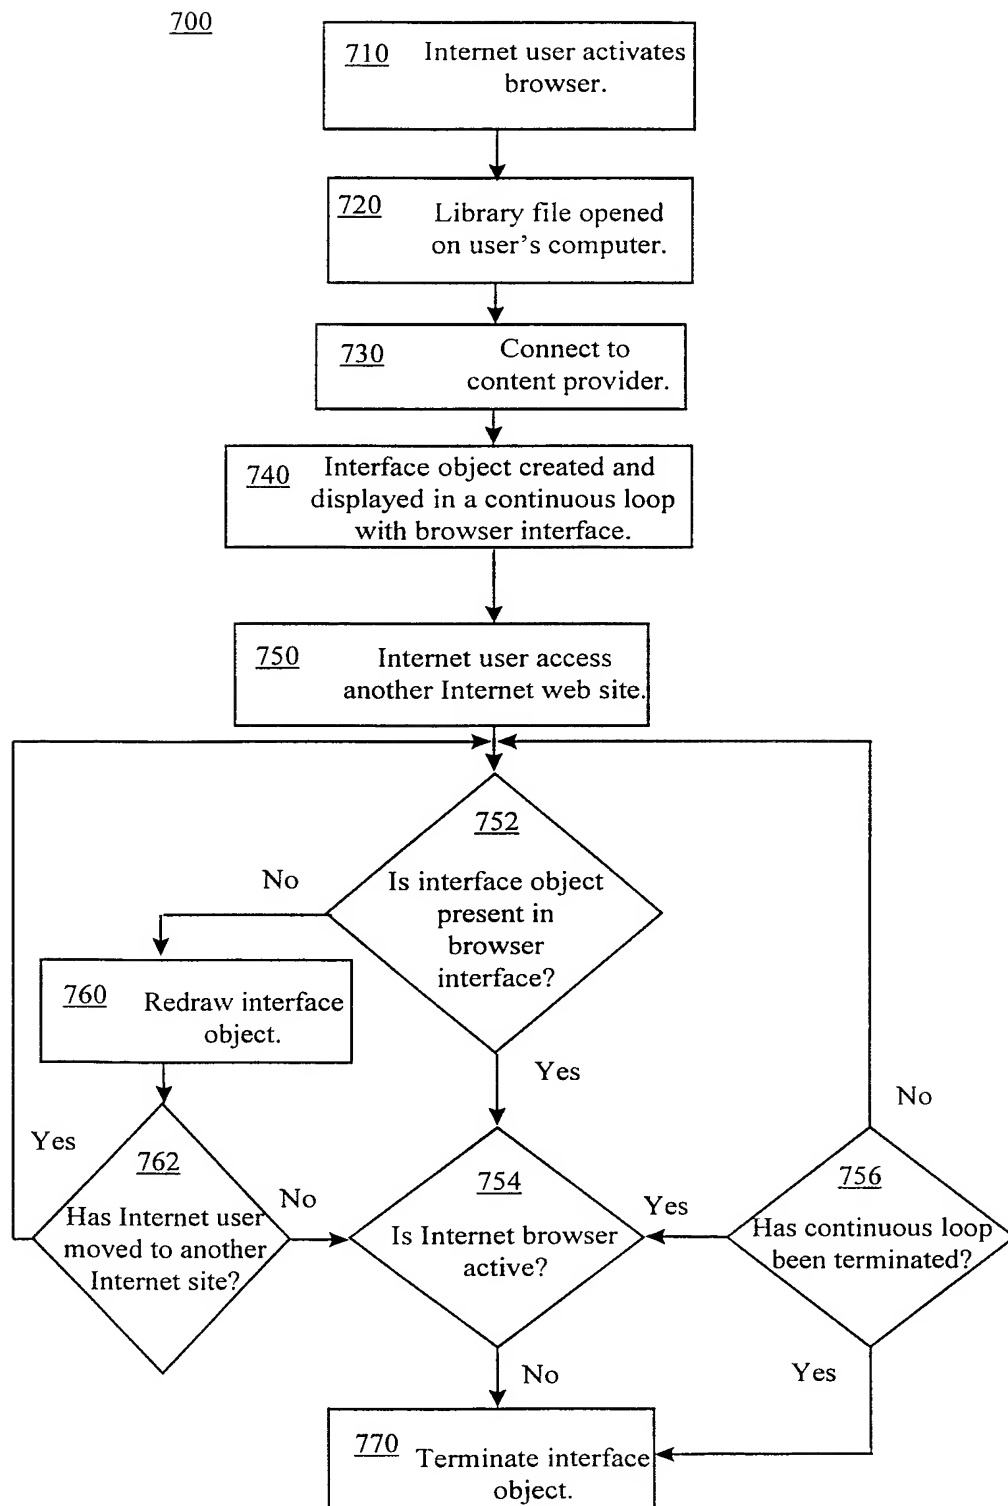 700
710 Internet user activates
browser.
720 Library file opened
on user's computer.
730 Connect to
content provider.
740 Interface object created and
displayed in a continuous loop
with browser interface.
750 Internet user access
another Internet web site.
752
Is interface object
present in
browser
interface?
No
760 Redraw interface
object.
Yes
No
Yes
762
Has Internet user
moved to another
Internet site?
No
754
Is Internet browser
active?
Yes
756
Has continuous loop
been terminated?
No
Yes
770 Terminate interface
object.